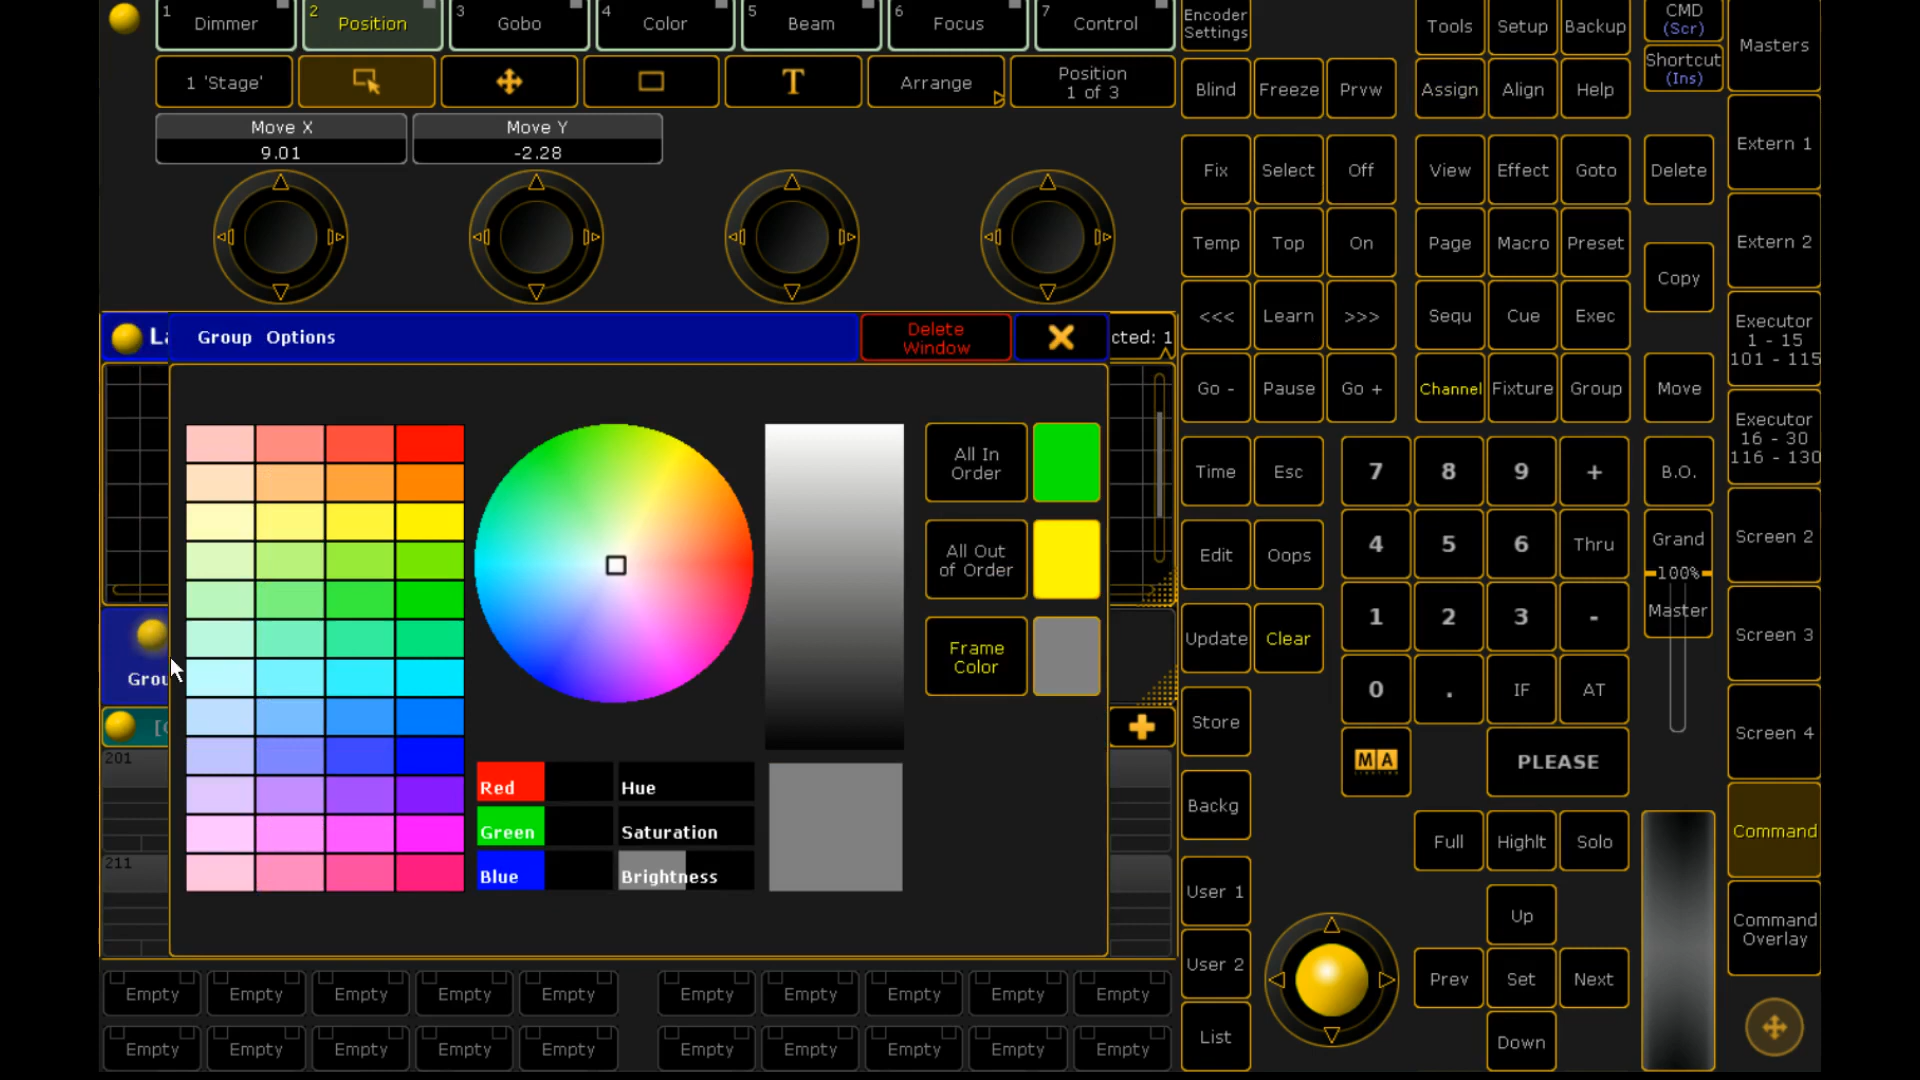 1 Dimmer
2 Position
3 Gobo
4 Color
5 Beam
6 Focus
7 Control
Encoder
Settings
Tools
Setup
Backup
CMD
(Scr)
Shortcut
(Ins)
Masters
1 'Stage'
T
Arrange
Position
1 of 3
Blind
Freeze
Prvw
Assign
Align
Help
Move X
9.01
Move Y
-2.28
Extern 1
Fix
Select
Off
View
Effect
Goto
Delete
Temp
Top
On
Page
Macro
Preset
Extern 2
Copy
<<<
Learn
>>>
Sequ
Cue
Exec
Executor
1 - 15
101 - 115
La
Group Options
Delete
Window
cted: 1
Go -
Pause
Go +
Channel
Fixture
Group
Move
Executor
16 - 30
116 - 130
All In
Order
All Out
of Order
Frame
Color
Time
Esc
7
8
9
+
B.O.
Edit
Oops
4
5
6
Thru
Grand
100%
Master
Screen 2
Update
Clear
1
2
3
-
Screen 3
Grou
0
.
IF
AT
Store
Screen 4
[G
MA
PLEASE
201
211
Red
Green
Blue
Hue
Saturation
Brightness
Backg
Full
Highlt
Solo
Command
User 1
Up
Command
Overlay
User 2
Prev
Set
Next
List
Down
Empty Empty Empty Empty Empty Empty Empty Empty Empty Empty
Empty Empty Empty Empty Empty Empty Empty Empty Empty Empty